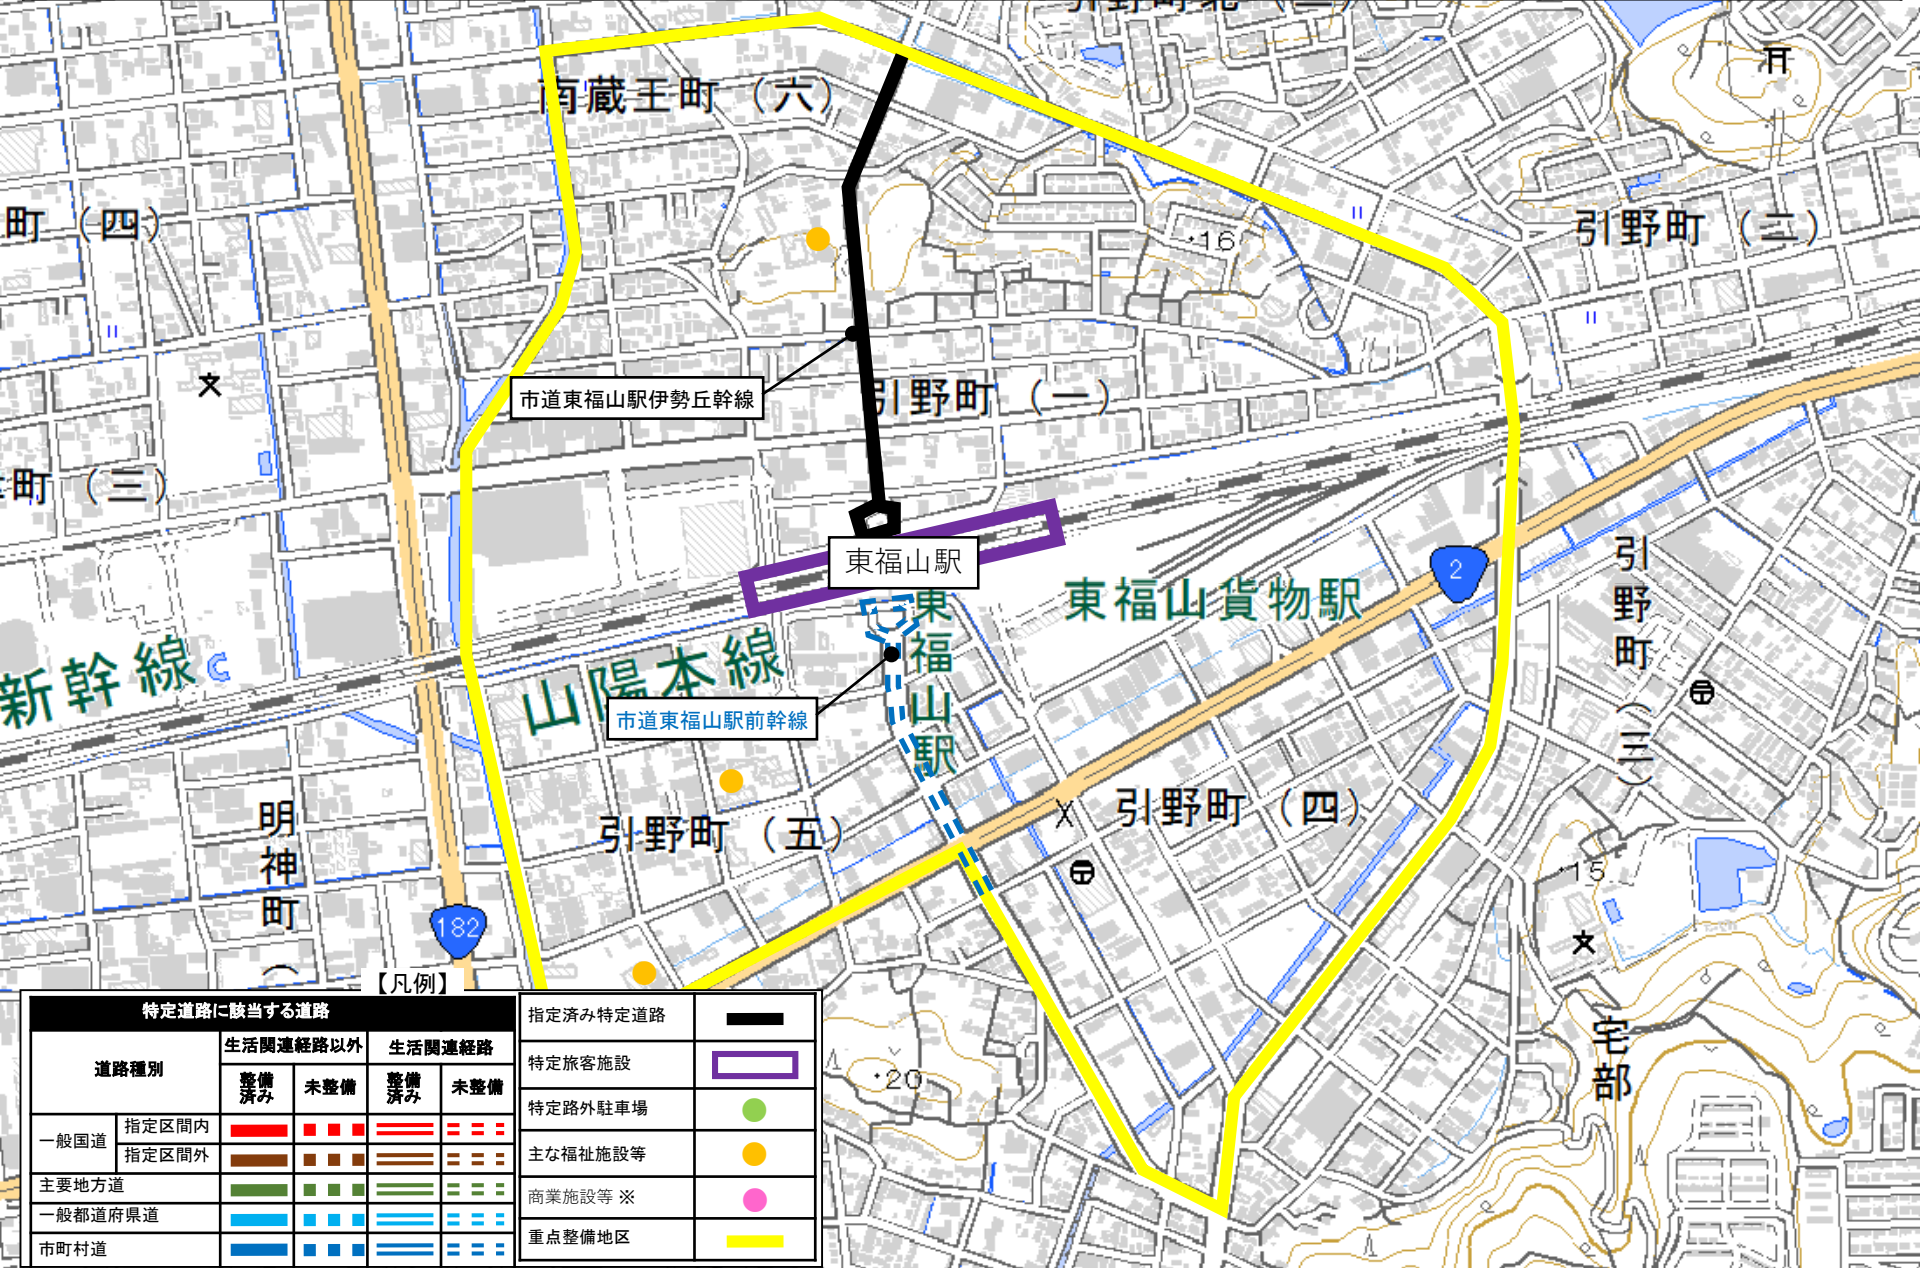 南蔵王町（六）
町（四）
・16
引野町（二）
市道東福山駅伊勢丘幹線
引野町（一）
町（三）
東福山駅
2
東福山貨物駅
東福山駅
引野町（三）
新幹線
山陽本線
市道東福山駅前幹線
引野町（五）
引野町（四）
明神町（
・15
182
宅部
・20
【凡例】
特定道路に該当する道路
道路種別
生活関連経路以外
生活関連経路
整備済み
未整備
整備済み
未整備
一般国道
指定区間内
指定区間外
主要地方道
一般都道府県道
市町村道
指定済み特定道路
特定旅客施設
特定路外駐車場
主な福祉施設等
商業施設等 ※
重点整備地区